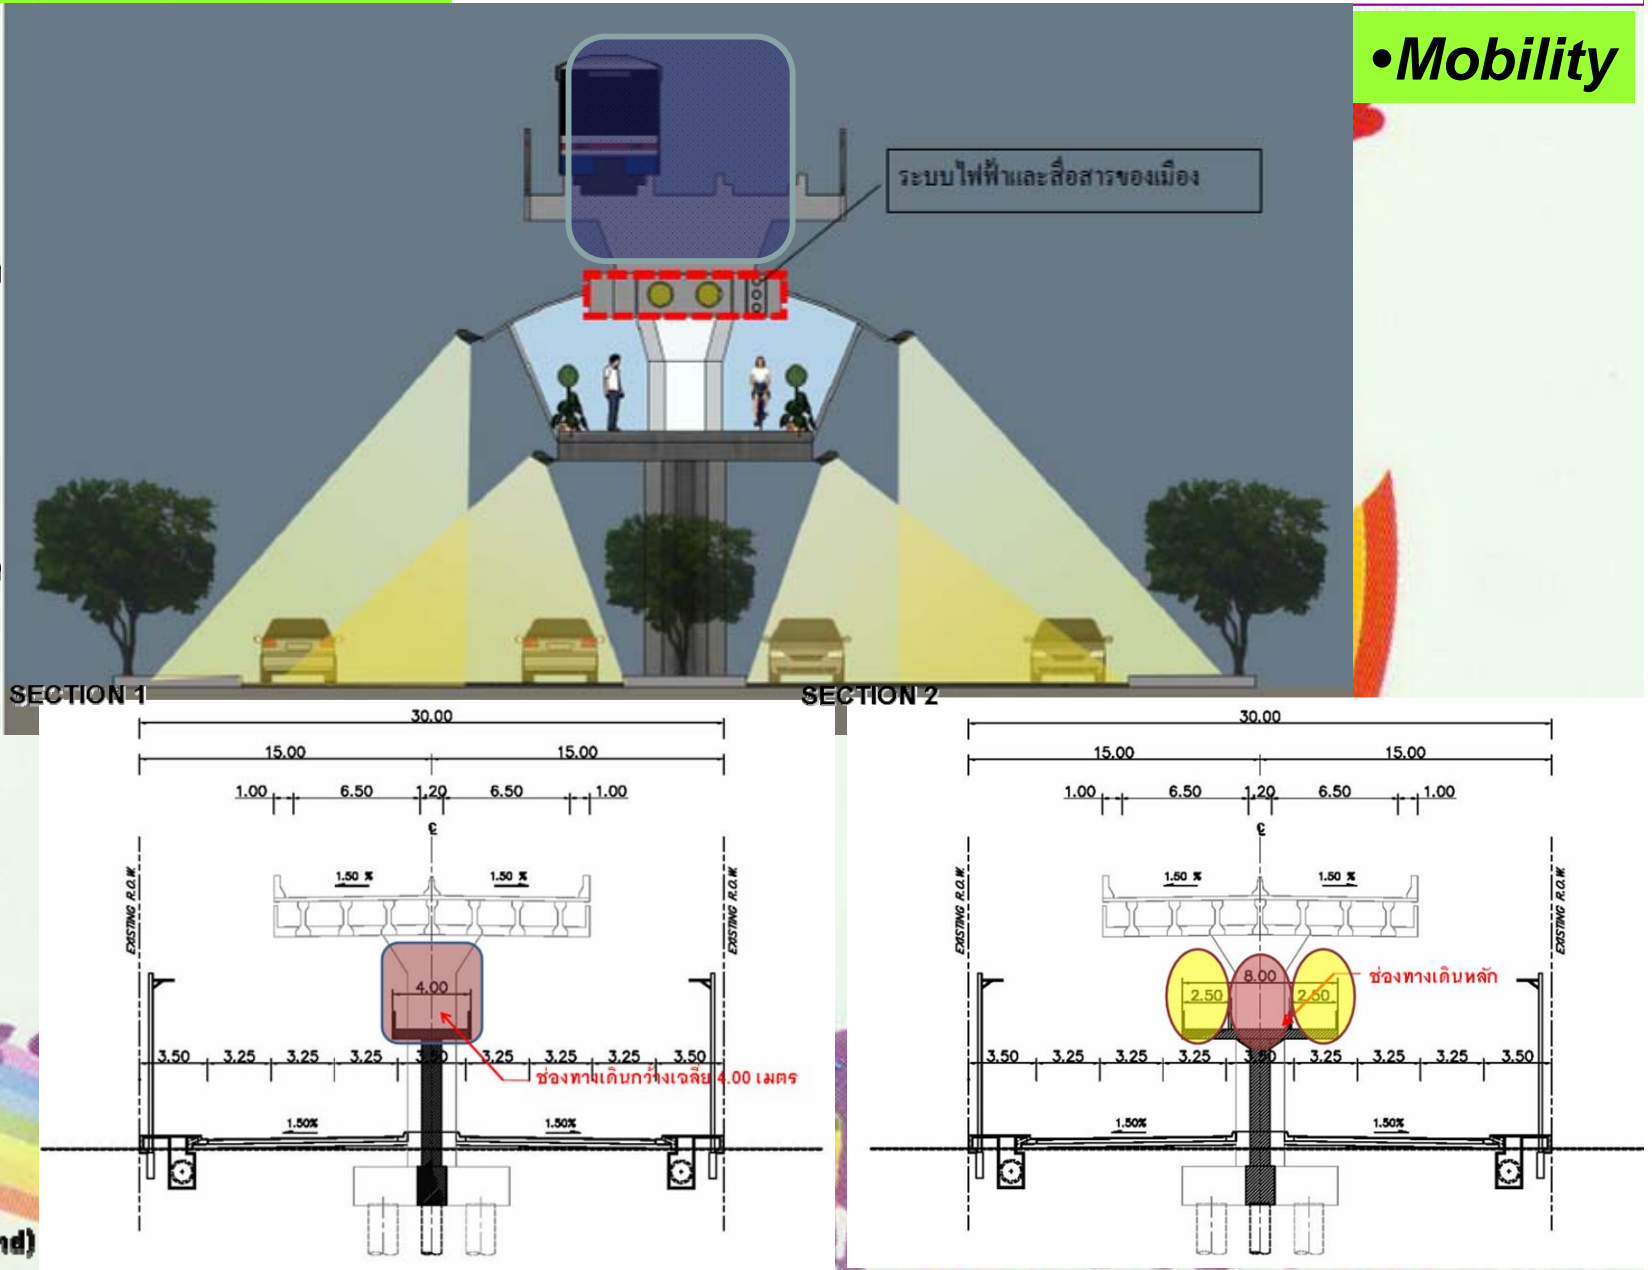 •Mobility
ระบบไฟฟ้าและสื่อสารของเมือง
SECTION 1
30.00
15.00 15.00
1.00 6.50 1.20 6.50 1.00
℄
1.50 % 1.50 %
EXISTING R.O.W.
EXISTING R.O.W.
4.00
3.50 3.25 3.25 3.25 3.50 3.25 3.25 3.25 3.50
ช่องทางเดินกว้างเฉลี่ย 4.00 เมตร
1.50% 1.50%
SECTION 2
30.00
15.00 15.00
1.00 6.50 1.20 6.50 1.00
℄
1.50 % 1.50 %
EXISTING R.O.W.
EXISTING R.O.W.
8.00
ช่องทางเดินหลัก
2.50 2.50
3.50 3.25 3.25 3.25 3.50 3.25 3.25 3.25 3.50
1.50% 1.50%
nd)